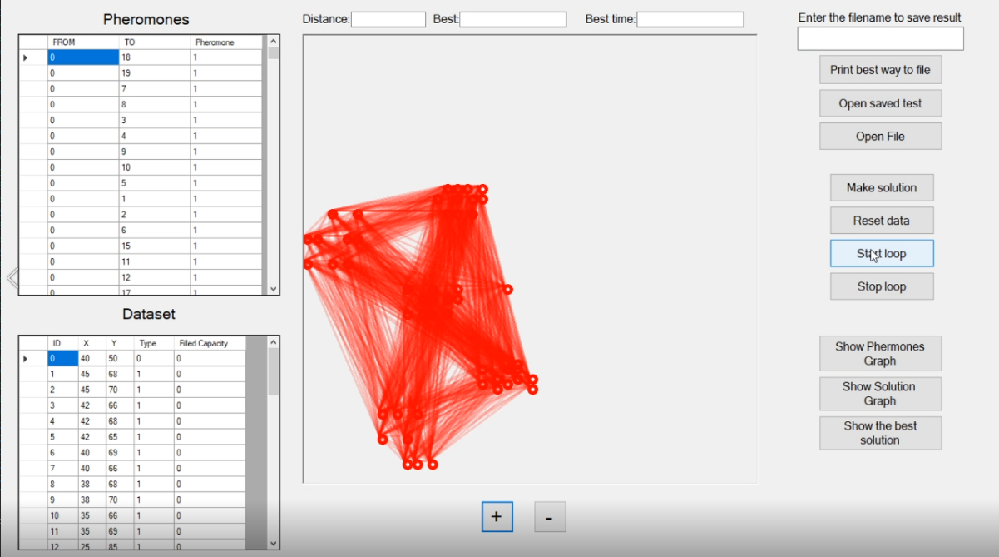 Pheromones
Distance: Best: Best time:
Enter the filename to save result
FROM TO Pheromone
0 18 1
0 19 1
0 7 1
0 8 1
0 3 1
0 4 1
0 9 1
0 10 1
0 5 1
0 1 1
0 2 1
0 6 1
0 15 1
0 11 1
0 12 1
0 17 1
Print best way to file
Open saved test
Open File
Make solution
Reset data
Start loop
Stop loop
Show Phermones
Graph
Show Solution
Graph
Show the best
solution
Dataset
ID X Y Type Filled Capacity
0 40 50 0 0
1 45 68 1 0
2 45 70 1 0
3 42 66 1 0
4 42 68 1 0
5 42 65 1 0
6 40 69 1 0
7 40 66 1 0
8 38 68 1 0
9 38 70 1 0
10 35 66 1 0
11 35 69 1 0
12 25 85 1 0
+ -